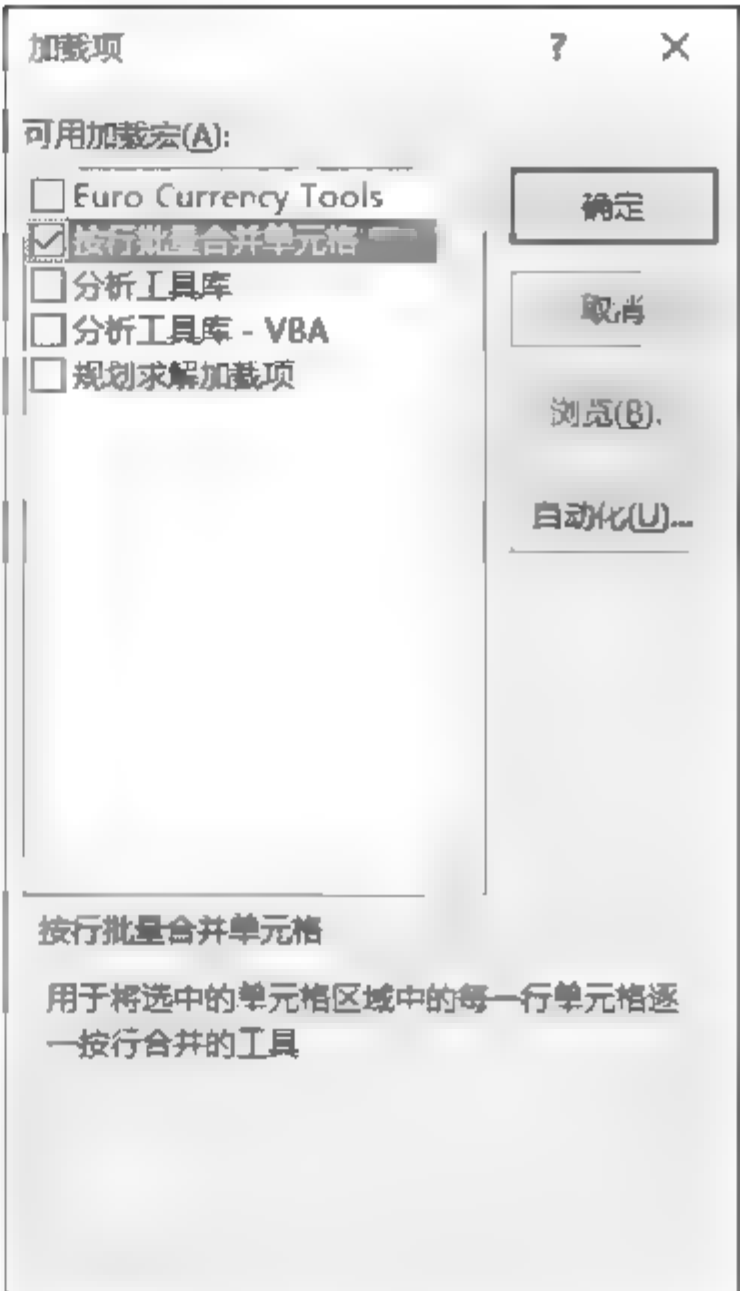 加载项 ? ×
可用加载宏(A):
Euro Currency Tools
按行批量合并单元格
分析工具库
分析工具库 - VBA
规划求解加载项
确定
取消
浏览(B).
自动化(U)...
按行批量合并单元格
用于将选中的单元格区域中的每一行单元格逐
一按行合并的工具